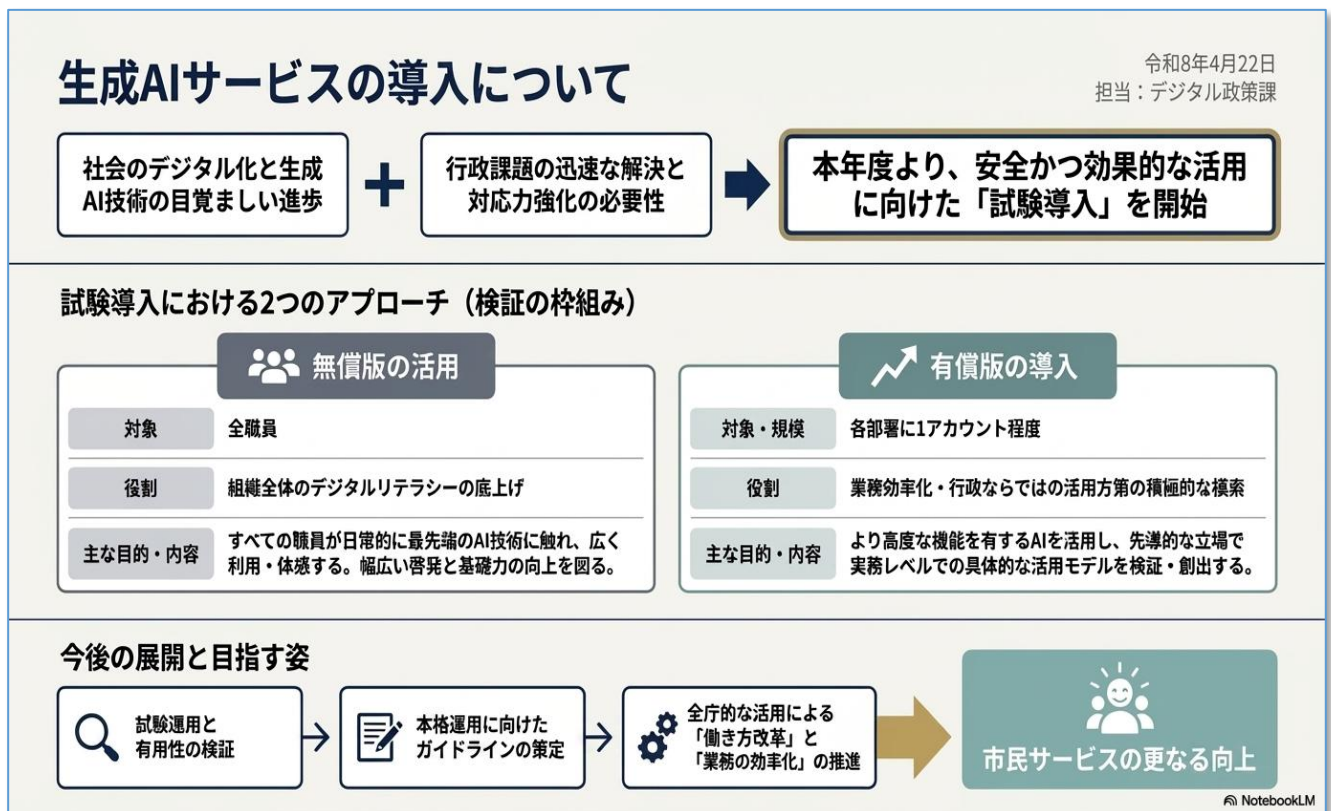 生成AIサービスの導入について
令和8年4月22日
担当：デジタル政策課
社会のデジタル化と生成
AI技術の目覚ましい進歩
+
行政課題の迅速な解決と
対応力強化の必要性
本年度より、安全かつ効果的な活用
に向けた「試験導入」を開始
試験導入における2つのアプローチ（検証の枠組み）
無償版の活用
対象
全職員
役割
組織全体のデジタルリテラシーの底上げ
主な目的・内容
すべての職員が日常的に最先端のAI技術に触れ、広く
利用・体感する。幅広い啓発と基礎力の向上を図る。
有償版の導入
対象・規模
各部署に1アカウント程度
役割
業務効率化・行政ならではの活用方策の積極的な模索
主な目的・内容
より高度な機能を有するAIを活用し、先導的な立場で
実務レベルでの具体的な活用モデルを検証・創出する。
今後の展開と目指す姿
試験運用と
有用性の検証
本格運用に向けた
ガイドラインの策定
全庁的な活用による
「働き方改革」と
「業務の効率化」の推進
市民サービスの更なる向上
NotebookLM